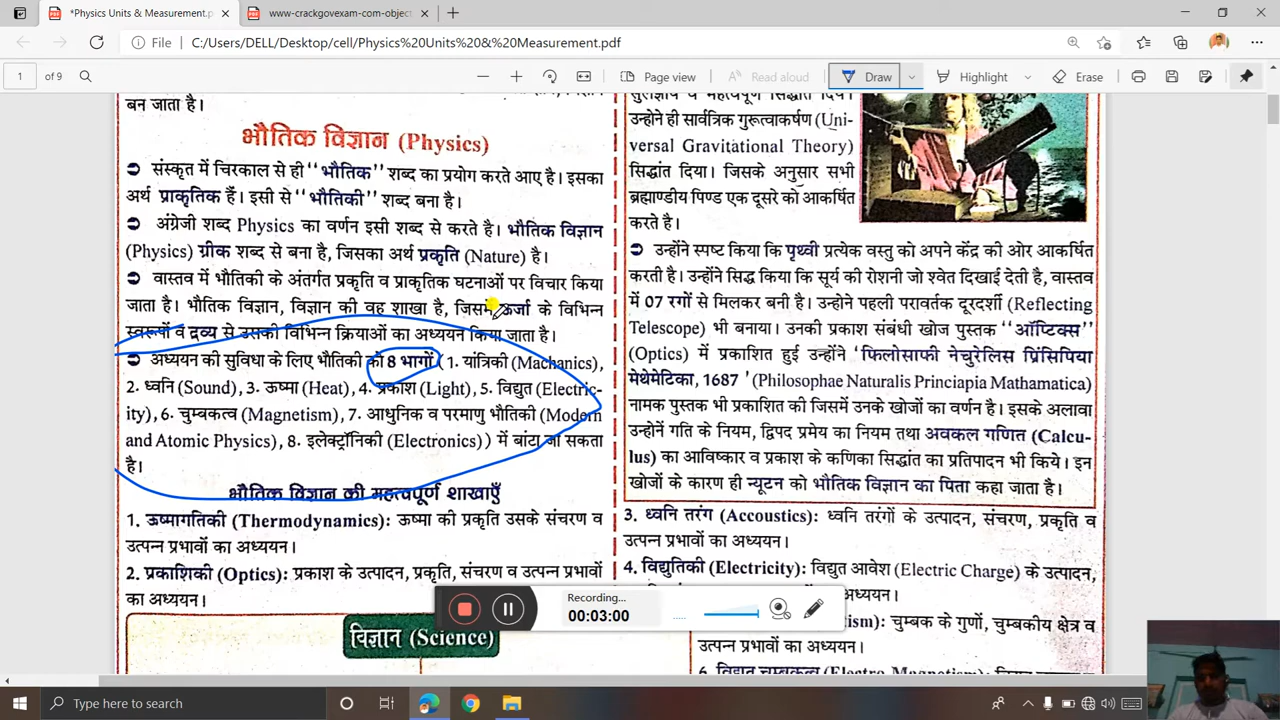 *Physics Units & Measurement.p
www-crackgovexam-com-object
File
C:/Users/DELL/Desktop/cell/Physics%20Units%20&%20Measurement.pdf
1
of 9
Page view
Read aloud
Draw
Highlight
Erase
बन जाता है।
भौतिक विज्ञान (Physics)
संस्कृत में चिरकाल से ही "भौतिक" शब्द का प्रयोग करते आए है। इसका
अर्थ प्राकृतिक हैं। इसी से "भौतिकी" शब्द बना है।
अंग्रेजी शब्द Physics का वर्णन इसी शब्द से करते है। भौतिक विज्ञान
(Physics) ग्रीक शब्द से बना है, जिसका अर्थ प्रकृति (Nature) है।
वास्तव में भौतिकी के अंतर्गत प्रकृति व प्राकृतिक घटनाओं पर विचार किया
जाता है। भौतिक विज्ञान, विज्ञान की वह शाखा है, जिसमें ऊर्जा के विभिन्न
स्वरूपों व द्रव्य से उसकी विभिन्न क्रियाओं का अध्ययन किया जाता है।
अध्ययन की सुविधा के लिए भौतिकी को 8 भागों (1. यांत्रिकी (Machanics),
2. ध्वनि (Sound), 3. ऊष्मा (Heat), 4. प्रकाश (Light), 5. विद्युत (Electric-
ity), 6. चुम्बकत्व (Magnetism), 7. आधुनिक व परमाणु भौतिकी (Modern
and Atomic Physics), 8. इलेक्ट्रॉनिकी (Electronics) ) में बांटा जा सकता
है।
भौतिक विज्ञान की महत्वपूर्ण शाखाएँ
1. ऊष्मागतिकी (Thermodynamics): ऊष्मा की प्रकृति उसके संचरण व
उत्पन्न प्रभावों का अध्ययन।
2. प्रकाशिकी (Optics): प्रकाश के उत्पादन, प्रकृति, संचरण व उत्पन्न प्रभावों
का अध्ययन।
विज्ञान (Science)
सुलझाये व महत्वपूर्ण सिद्धांत दिये।
उन्होने ही सार्वत्रिक गुरूत्वाकर्षण (Uni-
versal Gravitational Theory)
सिद्धांत दिया। जिसके अनुसार सभी
ब्रह्माण्डीय पिण्ड एक दूसरे को आकर्षित
करते है।
उन्होंने स्पष्ट किया कि पृथ्वी प्रत्येक वस्तु को अपने केंद्र की ओर आकर्षित
करती है। उन्होंने सिद्ध किया कि सूर्य की रोशनी जो श्वेत दिखाई देती है, वास्तव
में 07 रगों से मिलकर बनी है। उन्होने पहली परावर्तक दूरदर्शी (Reflecting
Telescope) भी बनाया। उनकी प्रकाश संबंधी खोज पुस्तक "ऑप्टिक्स"
(Optics) में प्रकाशित हुई उन्होंने 'फिलोसाफी नेचुरेलिस प्रिंसिपिया
मेथेमेटिका, 1687 ' (Philosophae Naturalis Princiapia Mathamatica)
नामक पुस्तक भी प्रकाशित की जिसमें उनके खोजों का वर्णन है। इसके अलावा
उन्होनें गति के नियम, द्विपद प्रमेय का नियम तथा अवकल गणित (Calcu-
lus) का आविष्कार व प्रकाश के कणिका सिद्धांत का प्रतिपादन भी किये। इन
खोजों के कारण ही न्यूटन को भौतिक विज्ञान का पिता कहा जाता है।
3. ध्वनि तरंग (Accoustics): ध्वनि तरंगों के उत्पादन, संचरण, प्रकृति व
उत्पन्न प्रभावों का अध्ययन।
4. विद्युतिकी (Electricity): विद्युत आवेश (Electric Charge) के उत्पादन,
अध्ययन।
चुम्बक के गुणों, चुम्बकीय क्षेत्र व
उत्पन्न प्रभावों का अध्ययन।
6. विद्युत चुम्बकत्व (Electro Magnetism):
Recording...
00:03:00
Type here to search